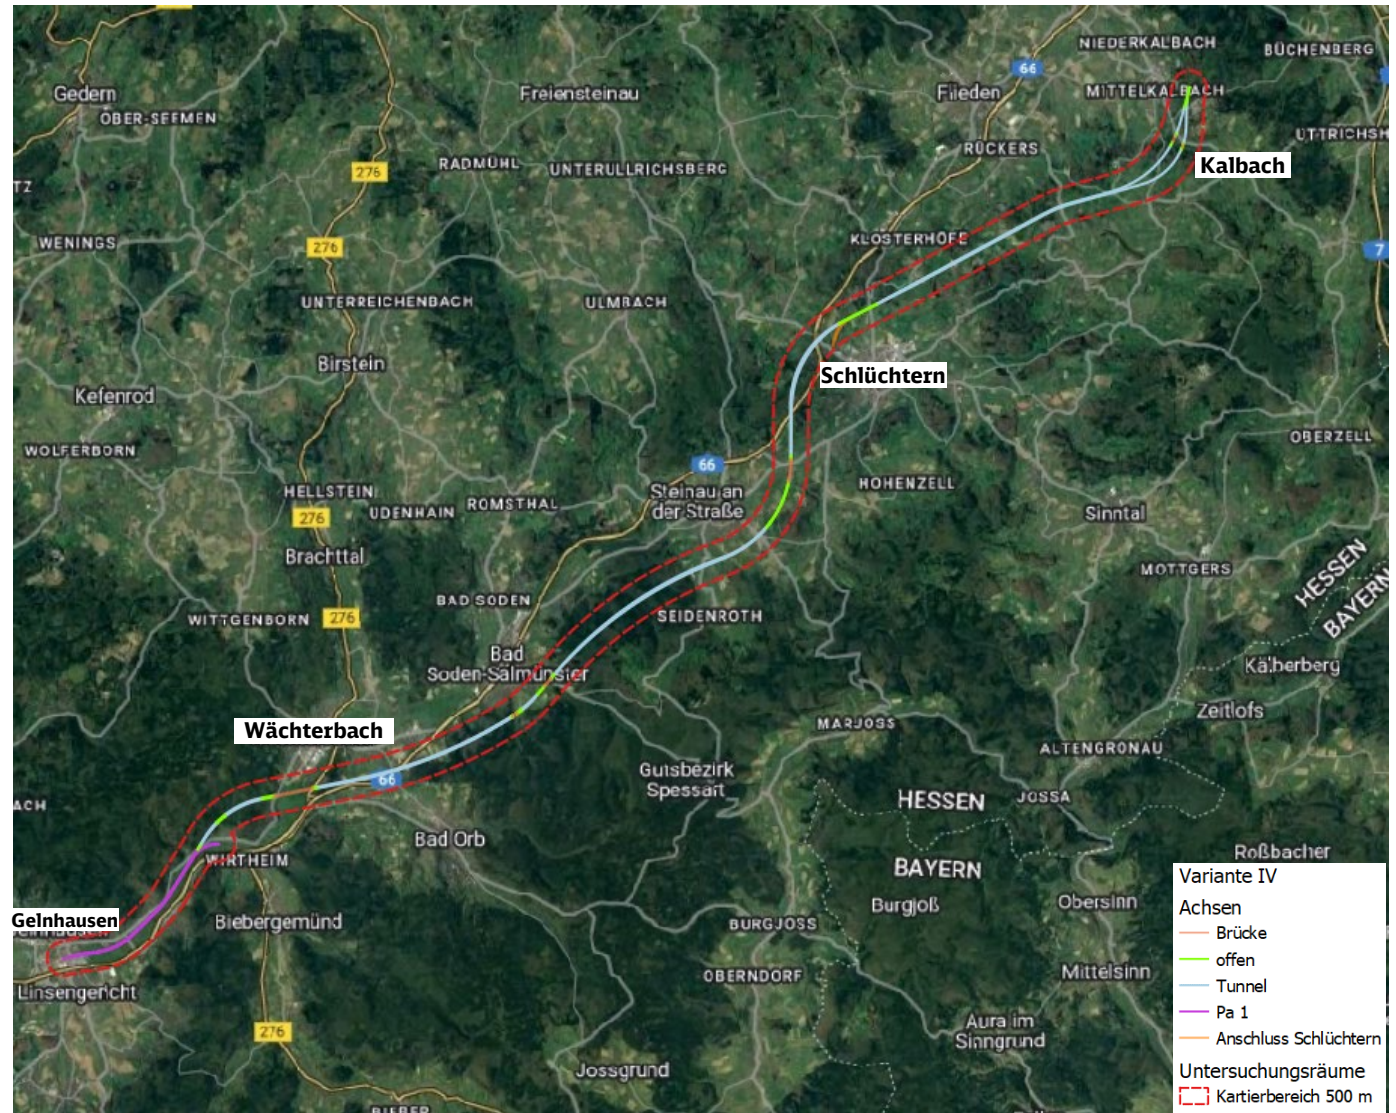 NIEDERKALBACH
BÜCHENBERG
66
Gedern
Freiensteinau
Flieden
MITTELKALBACH
OBER-SEEMEN
UTTRICHSH
RÜCKERS
RADMÜHL
UNTERULLRICHSBERG
276
Kalbach
TZ
WENINGS
276
KLOSTERHÖFE
7
UNTERREICHENBACH
ULMBACH
Birstein
Schlüchtern
Kefenrod
OBERZELL
WOLFERBORN
66
HELLSTEIN
Steinau an
der Straße
HOHENZELL
ROMSTHAL
UDENHAIN
276
Sinntal
Brachttal
MOTTGERS
HESSEN
BAYERN
BAD SODEN
WITTGENBORN
276
SEIDENROTH
Bad
Soden-Salmünster
Kälberberg
Zeitlofs
Wächterbach
MARJOSS
ALTENGRONAU
66
Gutsbezirk
Spessart
HESSEN
JOSSA
ACH
Bad Orb
WIRTHEIM
BAYERN
Roßbacher
Burgjoß
Obersinn
Gelnhausen
Biebergemünd
BURGJOSS
Linsengericht
OBERNDORF
Mittelsinn
276
Aura im
Sinngrund
Jossgrund
BIEBER
Variante IV
Achsen
Brücke
offen
Tunnel
Pa 1
Anschluss Schlüchtern
Untersuchungsräume
Kartierbereich 500 m